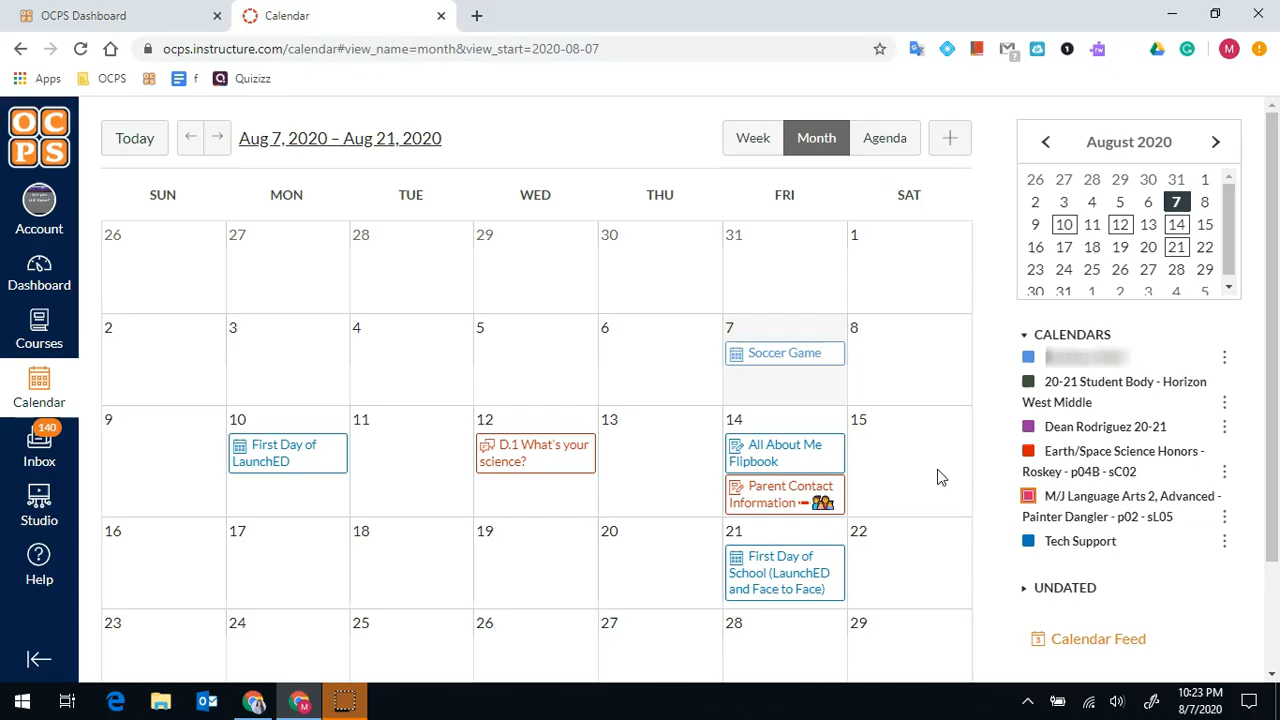 OCPS Dashboard
Calendar
ocps.instructure.com/calendar#view_name=month&view_start=2020-08-07
M
Apps
OCPS
f
Quizizz
OC
PS
Account
Dashboard
Courses
Calendar
140
Inbox
Studio
Help
Today
Aug 7, 2020 – Aug 21, 2020
Week
Month
Agenda
SUN MON TUE WED THU FRI SAT
26 27 28 29 30 31 1
2 3 4 5 6 7 8
Soccer Game
9 10 11 12 13 14 15
First Day of
LaunchED
D.1 What's your
science?
All About Me
Flipbook
Parent Contact
Information
16 17 18 19 20 21 22
First Day of
School (LaunchED
and Face to Face)
23 24 25 26 27 28 29
August 2020
26 27 28 29 30 31 1
2 3 4 5 6 7 8
9 10 11 12 13 14 15
16 17 18 19 20 21 22
23 24 25 26 27 28 29
30 31 1 2 3 4 5
CALENDARS
20-21 Student Body - Horizon
West Middle
Dean Rodriguez 20-21
Earth/Space Science Honors -
Roskey - p04B - sC02
M/J Language Arts 2, Advanced -
Painter Dangler - p02 - sL05
Tech Support
UNDATED
Calendar Feed
10:23 PM
8/7/2020